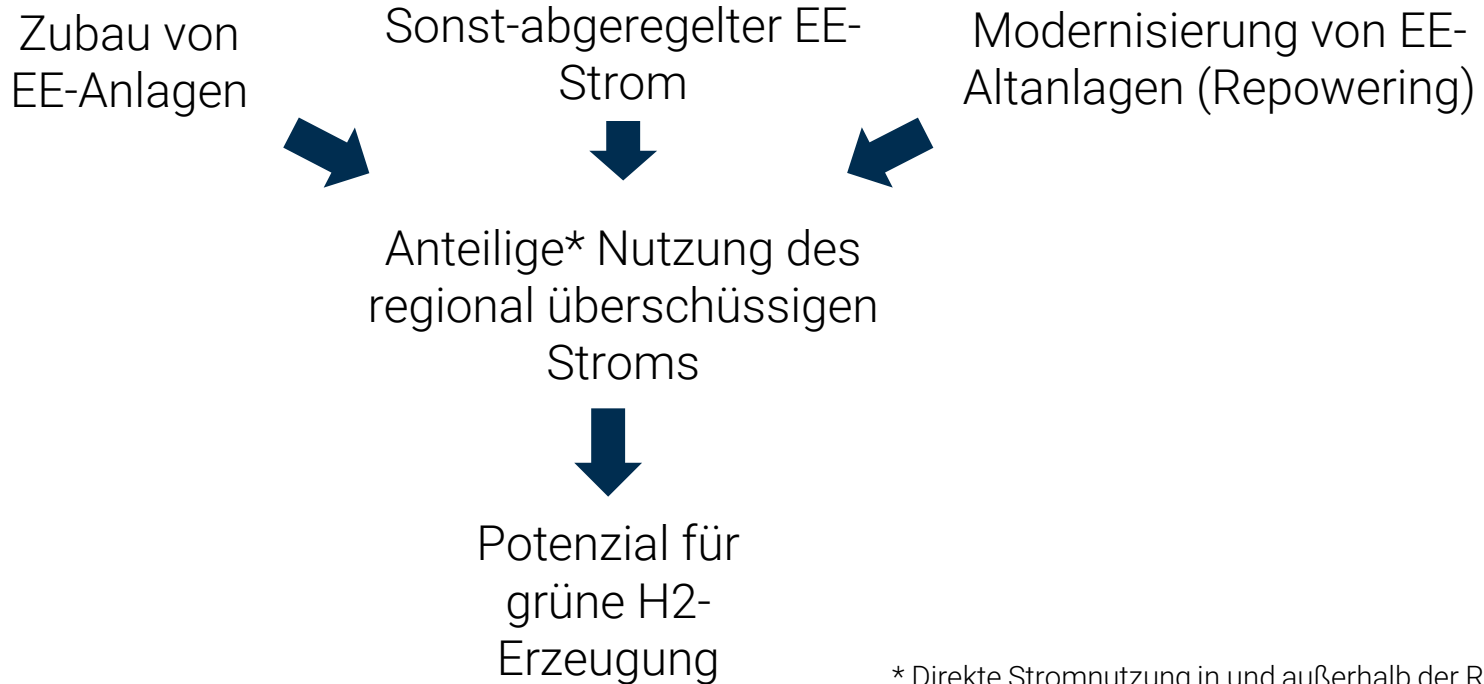 Zubau von
EE-Anlagen
Sonst-abgeregelter EE-
Strom
Modernisierung von EE-
Altanlagen (Repowering)
Anteilige* Nutzung des
regional überschüssigen
Stroms
Potenzial für
grüne H2-
Erzeugung
* Direkte Stromnutzung in und außerhalb der